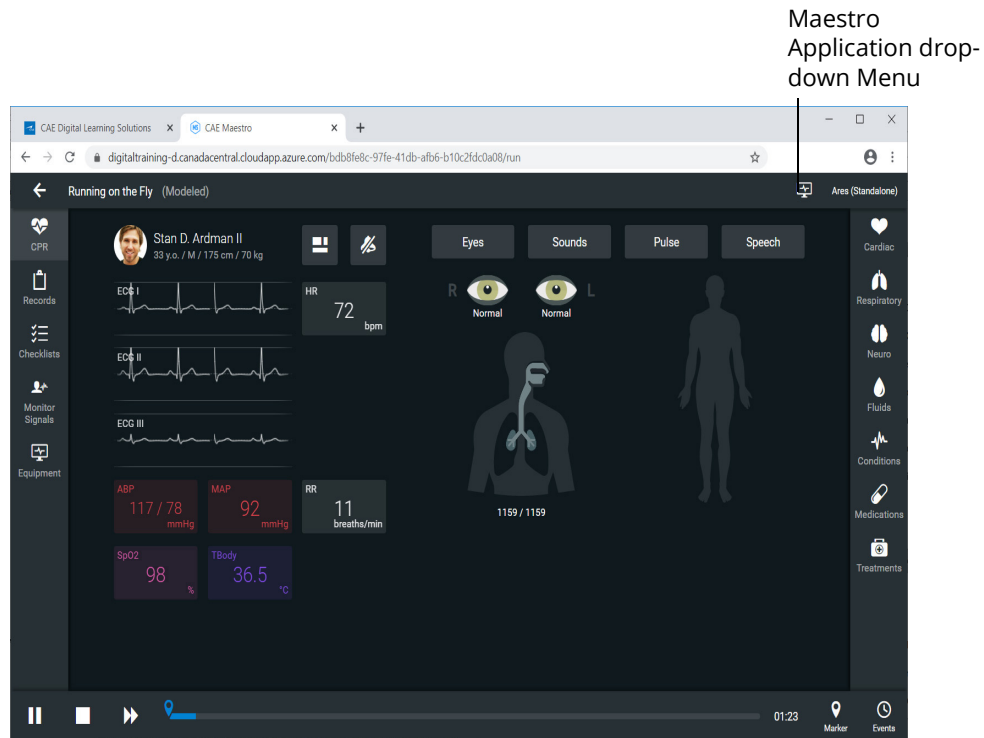 Maestro
Application drop-
down Menu
CAE Digital Learning Solutions
CAE Maestro
digitaltraining-d.canadacentral.cloudapp.azure.com/bdb8fe8c-97fe-41db-afb6-b10c2fdc0a08/run
Running on the Fly (Modeled)
Ares (Standalone)
CPR
Records
Checklists
Monitor
Signals
Equipment
Stan D. Ardman II
33 y.o. / M / 175 cm / 70 kg
ECG I
HR
72
bpm
ECG II
ECG III
ABP
117 / 78
mmHg
MAP
92
mmHg
RR
11
breaths/min
SpO2
98
%
TBody
36.5
°C
Eyes
Sounds
Pulse
Speech
R
L
Normal
Normal
1159 / 1159
Cardiac
Respiratory
Neuro
Fluids
Conditions
Medications
Treatments
01:23
Marker
Events